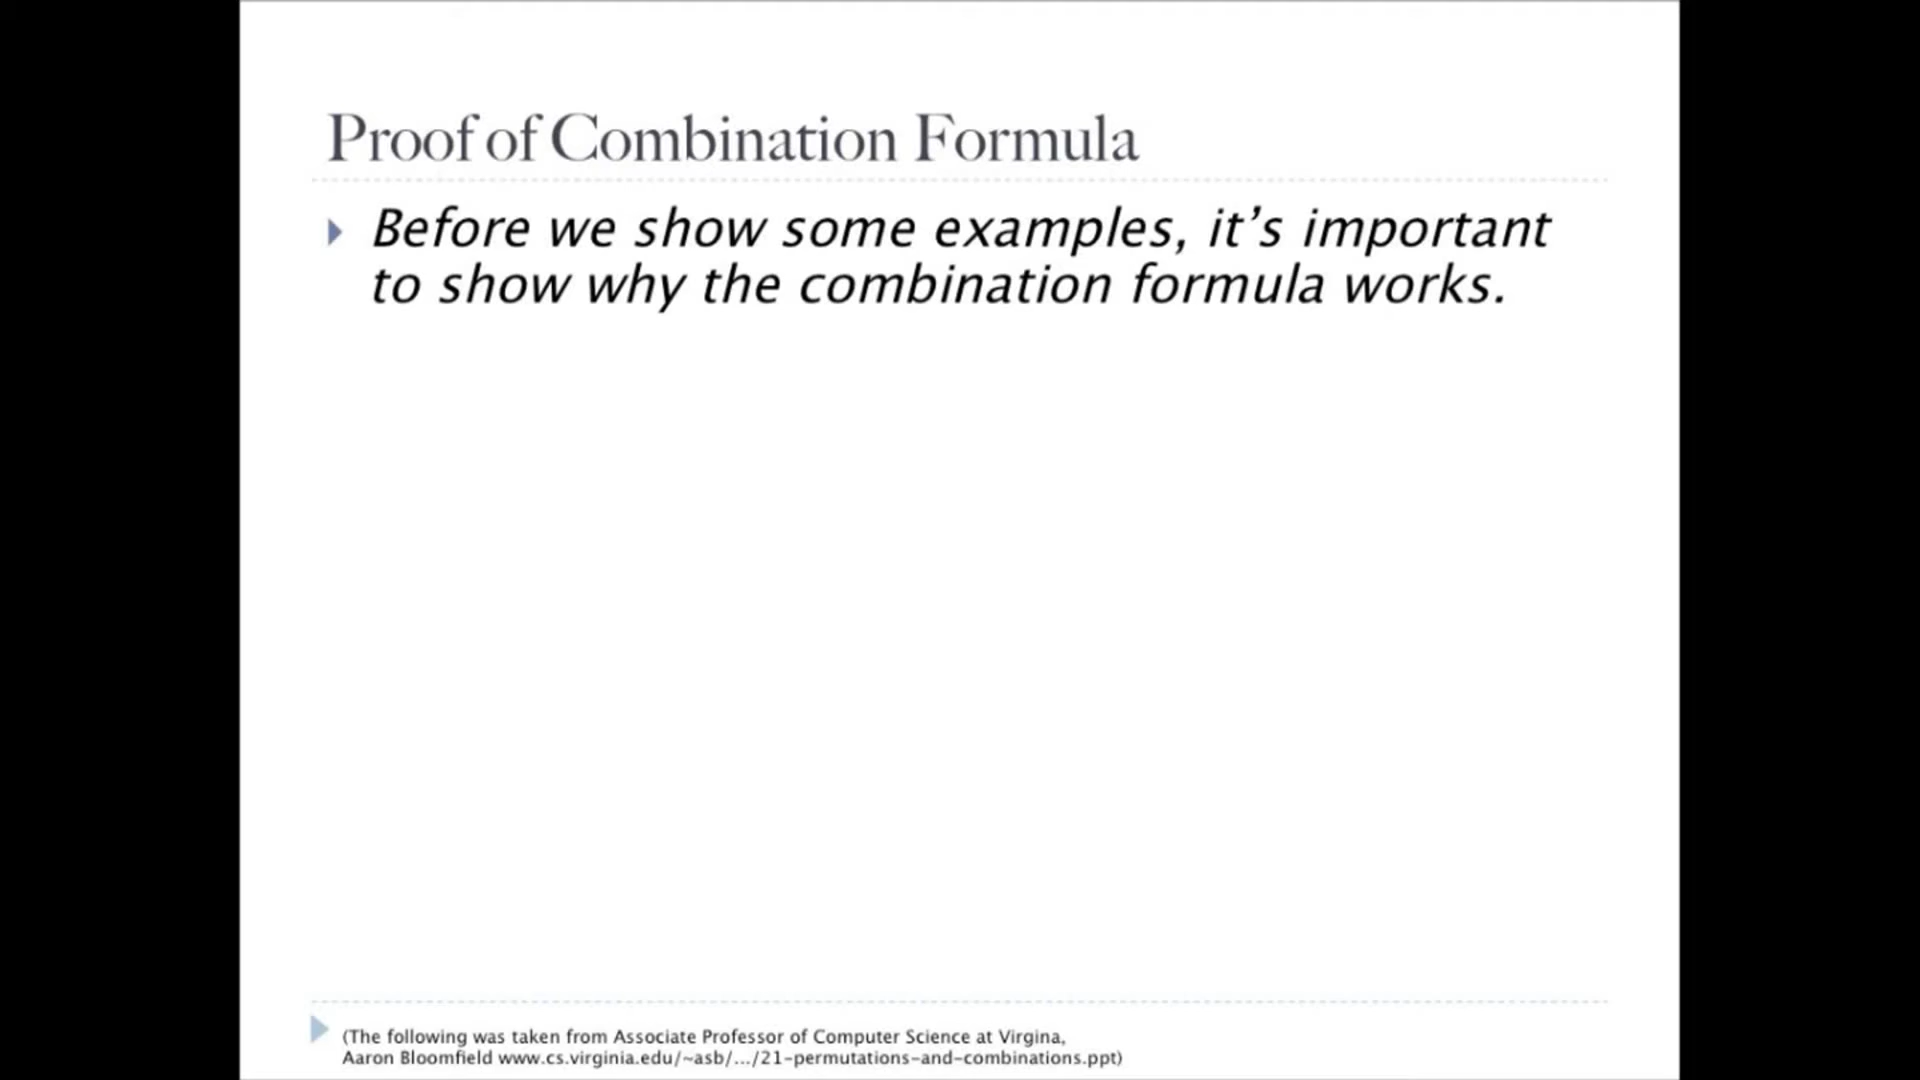 Proof of Combination Formula
Before we show some examples, it’s important
to show why the combination formula works.
(The following was taken from Associate Professor of Computer Science at Virgina,
Aaron Bloomfield www.cs.virginia.edu/~asb/.../21-permutations-and-combinations.ppt)